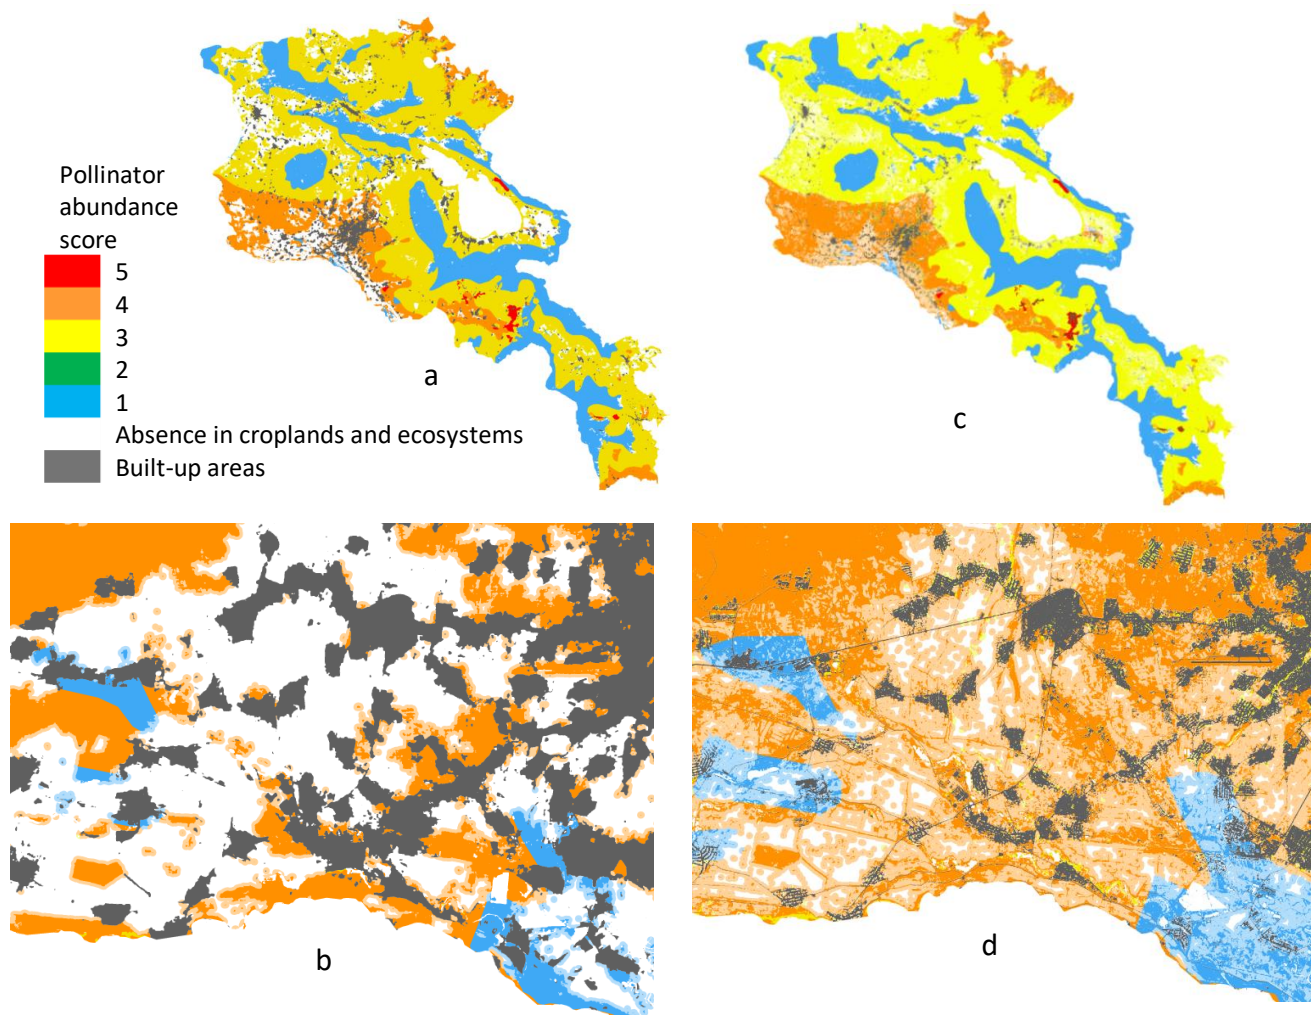 Pollinator
abundance
score
5
4
3
2
1
Absence in croplands and ecosystems
Built-up areas
a
c
b
d